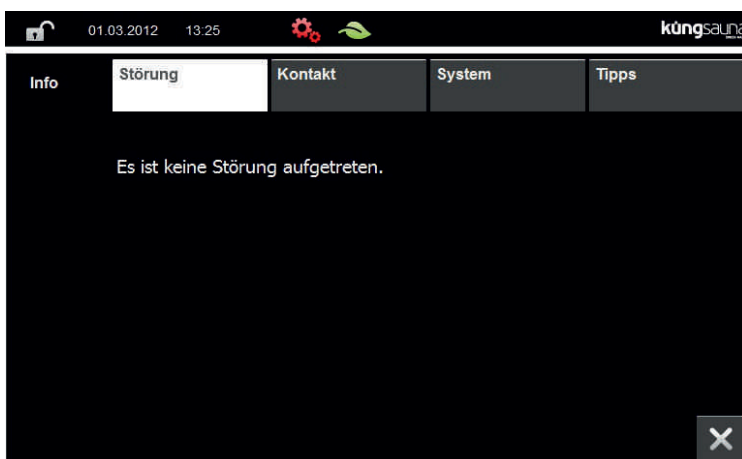 01.03.2012 13:25 küngsauna
Info Störung Kontakt System Tipps
Es ist keine Störung aufgetreten.